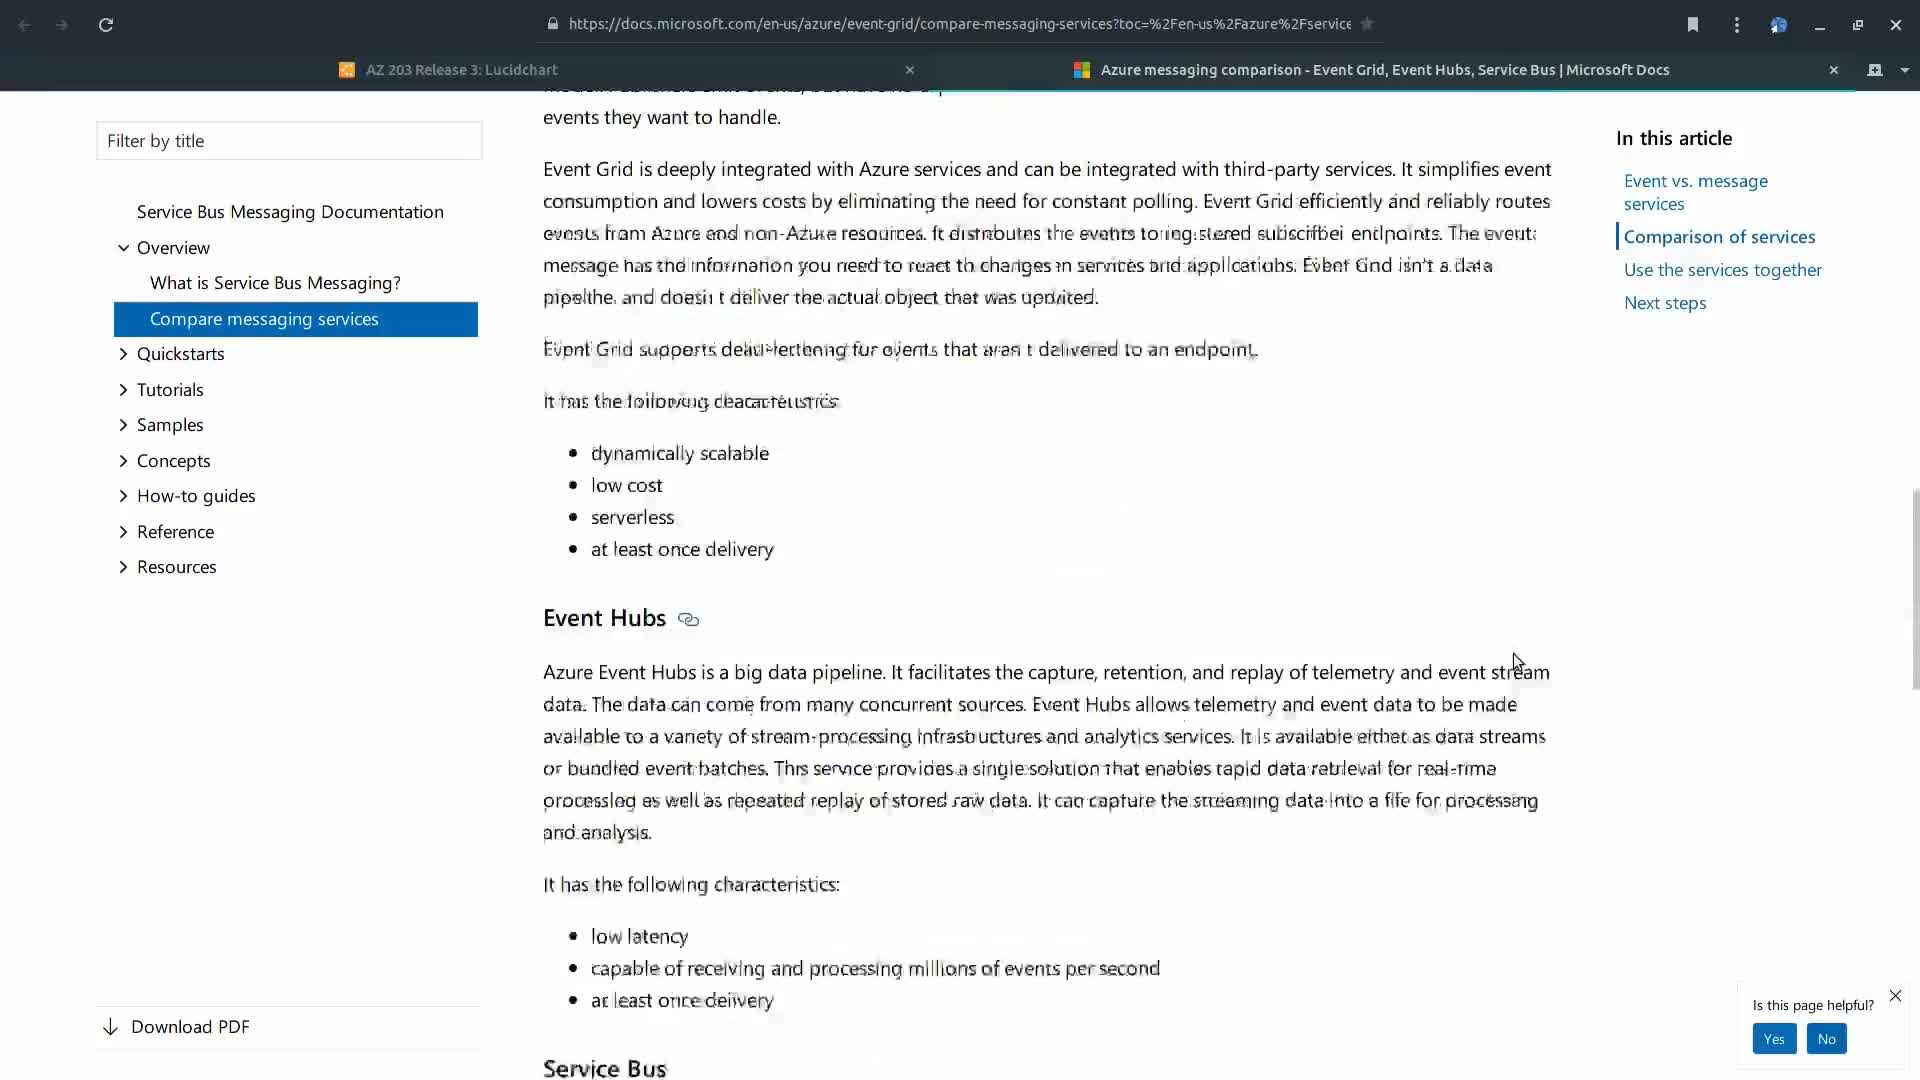 https://docs.microsoft.com/en-us/azure/event-grid/compare-messaging-services?toc=%2Fen-us%2Fazure%2Fservice
AZ 203 Release 3: Lucidchart
Azure messaging comparison - Event Grid, Event Hubs, Service Bus | Microsoft Docs
Filter by title
Service Bus Messaging Documentation
Overview
What is Service Bus Messaging?
Compare messaging services
Quickstarts
Tutorials
Samples
Concepts
How-to guides
Reference
Resources
Download PDF
events they want to handle.
Event Grid is deeply integrated with Azure services and can be integrated with third-party services. It simplifies event
consumption and lowers costs by eliminating the need for constant polling. Event Grid efficiently and reliably routes
events from Azure and non-Azure resources. It distributes the events to registered subscriber endpoints. The event
message has the information you need to react to changes in services and applications. Event Grid isn't a data
pipeline, and doesn't deliver the actual object that was updated.
Event Grid supports dead-lettering for events that aren't delivered to an endpoint.
It has the following characteristics:
dynamically scalable
low cost
serverless
at least once delivery
Event Hubs
Azure Event Hubs is a big data pipeline. It facilitates the capture, retention, and replay of telemetry and event stream
data. The data can come from many concurrent sources. Event Hubs allows telemetry and event data to be made
available to a variety of stream-processing infrastructures and analytics services. It is available either as data streams
or bundled event batches. This service provides a single solution that enables rapid data retrieval for real-time
processing as well as repeated replay of stored raw data. It can capture the streaming data into a file for processing
and analysis.
It has the following characteristics:
low latency
capable of receiving and processing millions of events per second
at least once delivery
Service Bus
In this article
Event vs. message
services
Comparison of services
Use the services together
Next steps
Is this page helpful?
Yes No